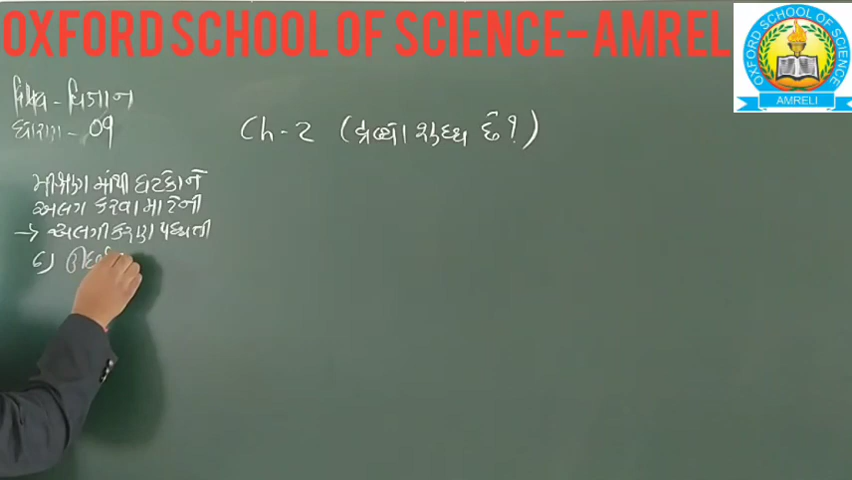 OXFORD SCHOOL OF SCIENCE-AMREL
OXFORD SCHOOL OF SCIENCE
AMRELI
વિષય - વિજ્ઞાન
ધોરણ - 09
Ch-2 (દ્રવ્યો શુદ્ધ છે?)
મિશ્રણ માંથી ઘટકોને
અલગ કરવા માટેની
→ અલગીકરણ પદ્ધતી